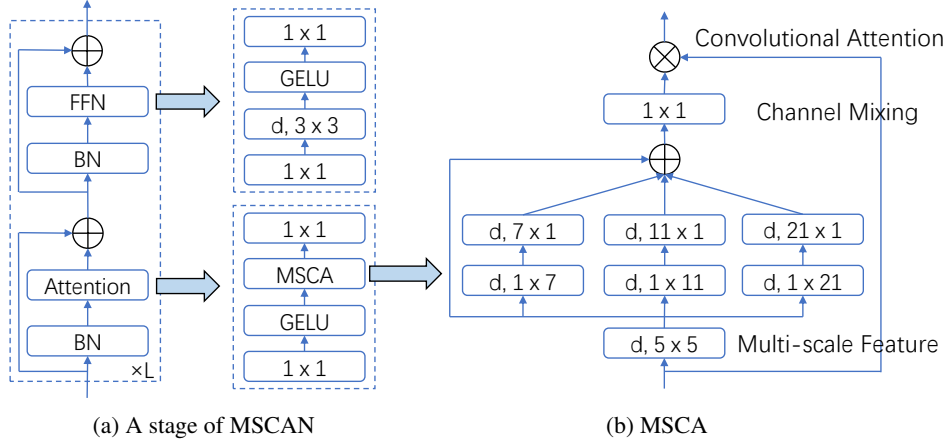 FFN
BN
Attention
BN
×L
1 x 1
GELU
d, 3 x 3
1 x 1
1 x 1
MSCA
GELU
1 x 1
(a) A stage of MSCAN
Convolutional Attention
1 x 1
Channel Mixing
d, 7 x 1
d, 11 x 1
d, 21 x 1
d, 1 x 7
d, 1 x 11
d, 1 x 21
d, 5 x 5
Multi-scale Feature
(b) MSCA